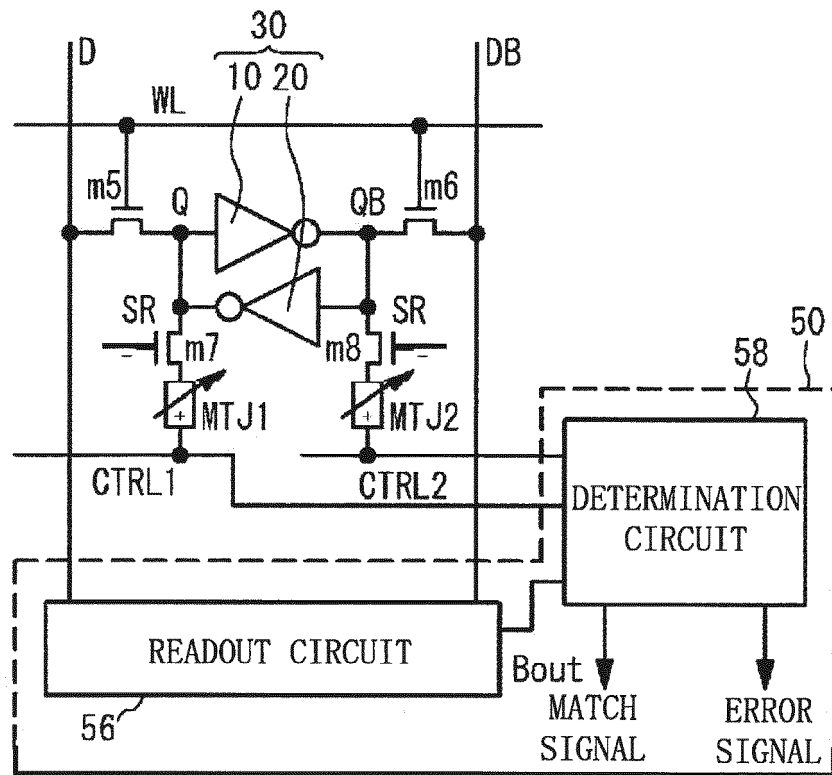 30
D
DB
10 20
WL
m5
Q
QB
m6
SR
SR
m7
m8
50
58
MTJ1
MTJ2
CTRL1
CTRL2
DETERMINATION
CIRCUIT
READOUT CIRCUIT
Bout
56
MATCH
SIGNAL
ERROR
SIGNAL